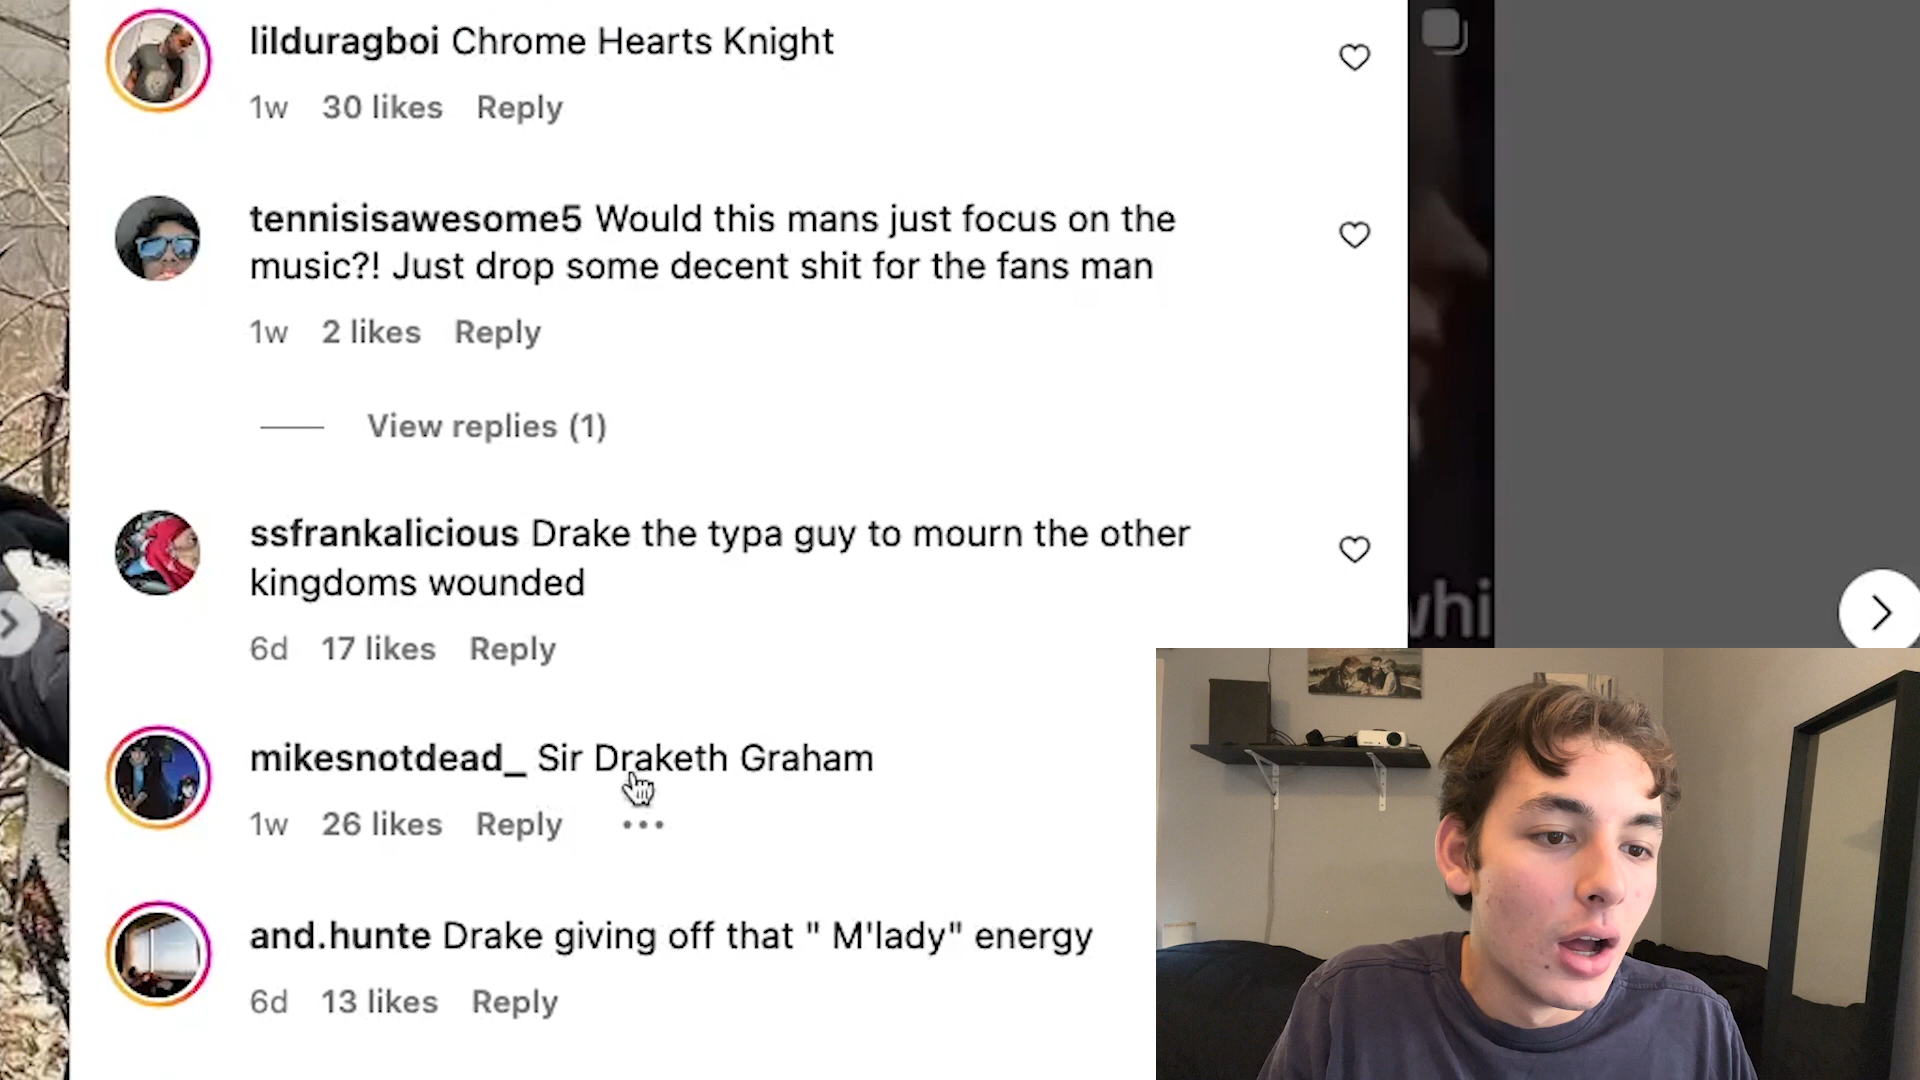 lilduragboi Chrome Hearts Knight
1w 30 likes Reply
tennisisawesome5 Would this mans just focus on the
music?! Just drop some decent shit for the fans man
1w 2 likes Reply
View replies (1)
ssfrankalicious Drake the typa guy to mourn the other
kingdoms wounded
6d 17 likes Reply
mikesnotdead_ Sir Draketh Graham
1w 26 likes Reply
and.hunte Drake giving off that " M'lady" energy
6d 13 likes Reply